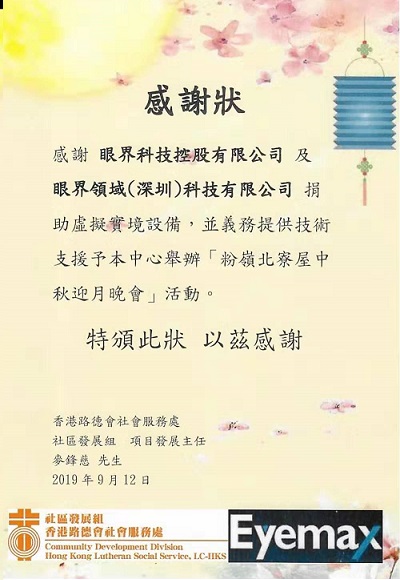 感謝狀
感謝 眼界科技控股有限公司 及
眼界領域(深圳)科技有限公司 捐
助虛擬實境設備，並義務提供技術
支援予本中心舉辦「粉嶺北寮屋中
秋迎月晚會」活動。
特頒此狀 以茲感謝
香港路德會社會服務處
社區發展組 項目發展主任
麥鋒慈 先生
2019年9月12日
社區發展組
香港路德會社會服務處
Community Development Division
Hong Kong Lutheran Social Service, LC-HKS
Eyemax